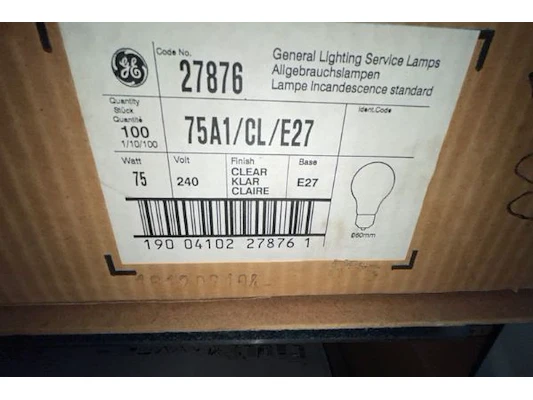 GE
Code No.
27876
General Lighting Service Lamps
Allgebrauchslampen
Lampe Incandescence standard
Quantity
Stück
Quantité
100
1/10/100
75A1/CL/E27
Ident.Code
Watt
75
Volt
240
Finish
CLEAR
KLAR
CLAIRE
Base
E27
ø60mm
190 04102 27876 1